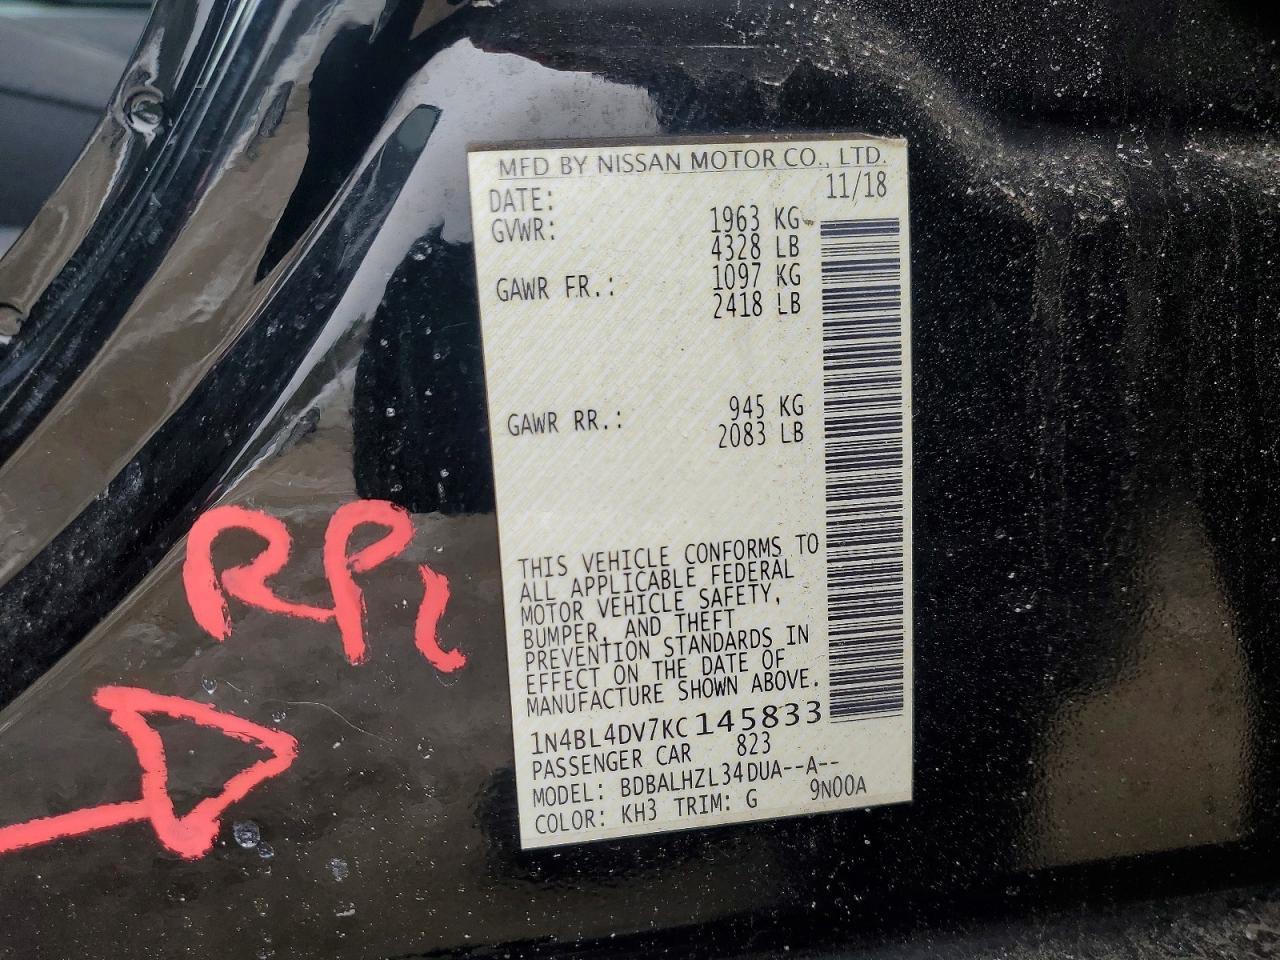 MFD BY NISSAN MOTOR CO., LTD.
DATE: 11/18
GVWR: 1963 KG
4328 LB
GAWR FR.: 1097 KG
2418 LB
GAWR RR.: 945 KG
2083 LB
THIS VEHICLE CONFORMS TO
ALL APPLICABLE FEDERAL
MOTOR VEHICLE SAFETY,
BUMPER, AND THEFT
PREVENTION STANDARDS IN
EFFECT ON THE DATE OF
MANUFACTURE SHOWN ABOVE.
1N4BL4DV7KC145833
PASSENGER CAR 823
MODEL: BDBALHZL34DUA--A--
COLOR: KH3 TRIM: G 9N00A